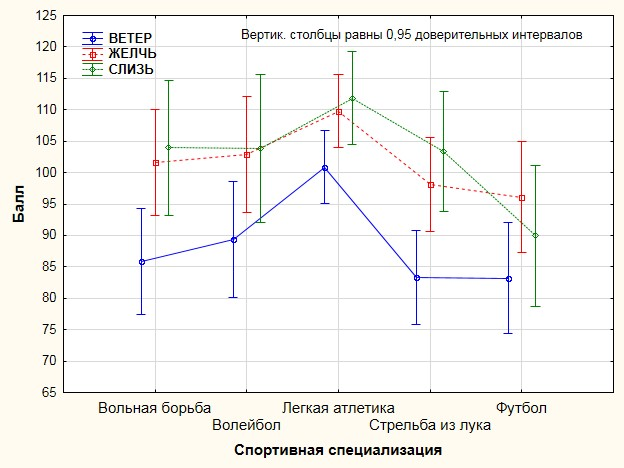 Вертик. столбцы равны 0,95 доверительных интервалов
ВЕТЕР
ЖЕЛЧЬ
СЛИЗЬ
125
120
115
110
105
100
95
90
85
80
75
70
65
Балл
Вольная борьба
Волейбол
Легкая атлетика
Стрельба из лука
Футбол
Спортивная специализация